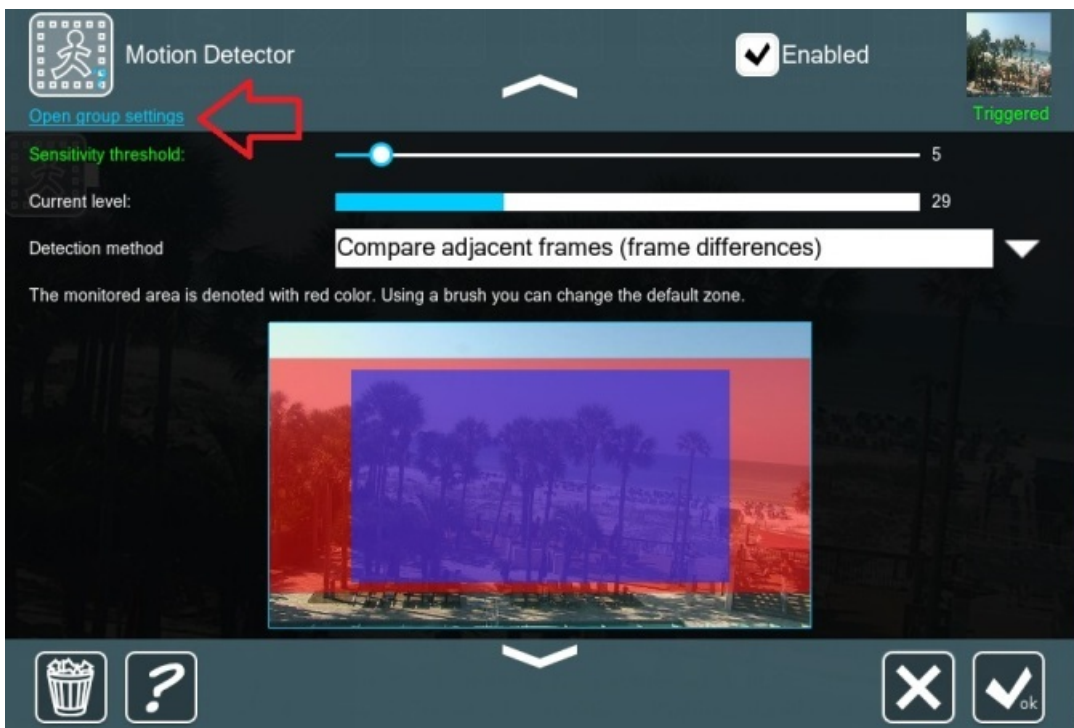 Motion Detector
Enabled
Open group settings
Triggered
Sensitivity threshold:
5
Current level:
29
Detection method
Compare adjacent frames (frame differences)
The monitored area is denoted with red color. Using a brush you can change the default zone.
?
ok